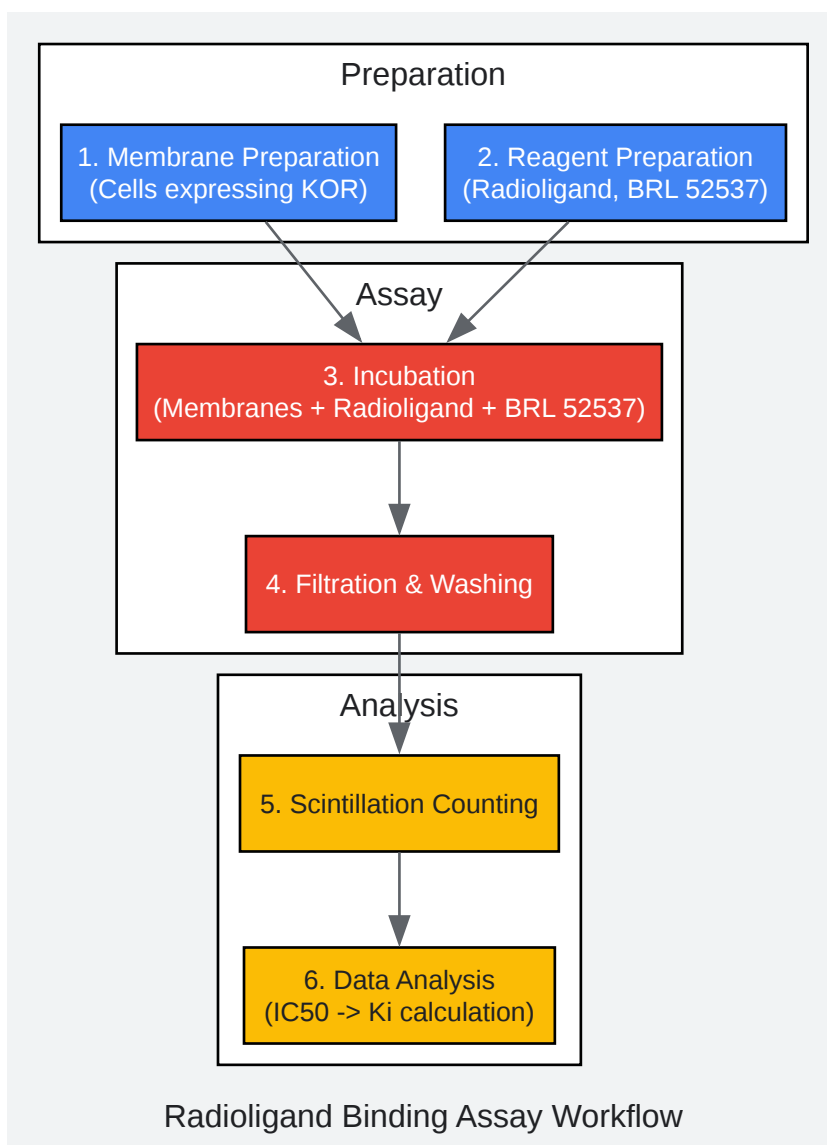 Preparation
1. Membrane Preparation
(Cells expressing KOR)
2. Reagent Preparation
(Radioligand, BRL 52537)
Assay
3. Incubation
(Membranes + Radioligand + BRL 52537)
4. Filtration & Washing
Analysis
5. Scintillation Counting
6. Data Analysis
(IC50 -> Ki calculation)
Radioligand Binding Assay Workflow